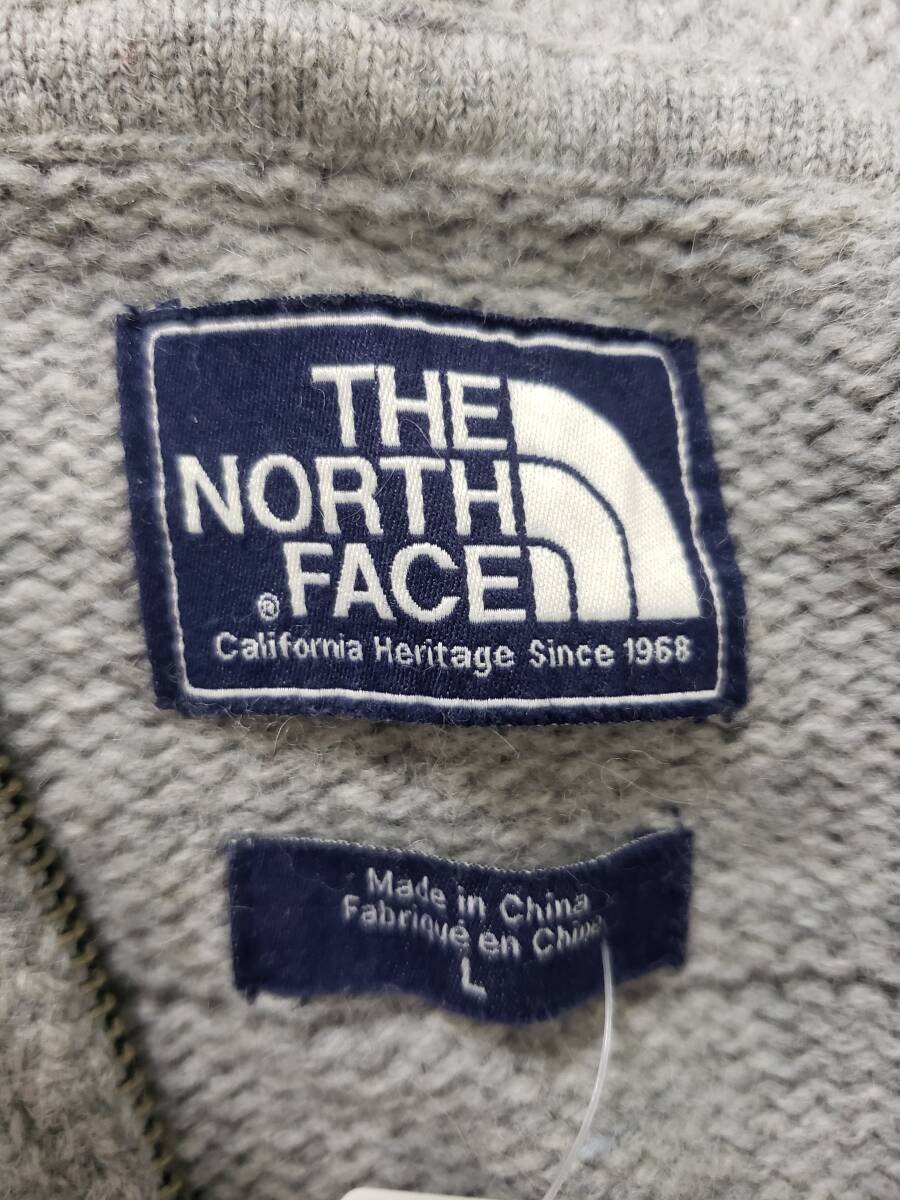 THE
NORTH
FACE
®
California Heritage Since 1968
Made in China
Fabriqué en Chine
L